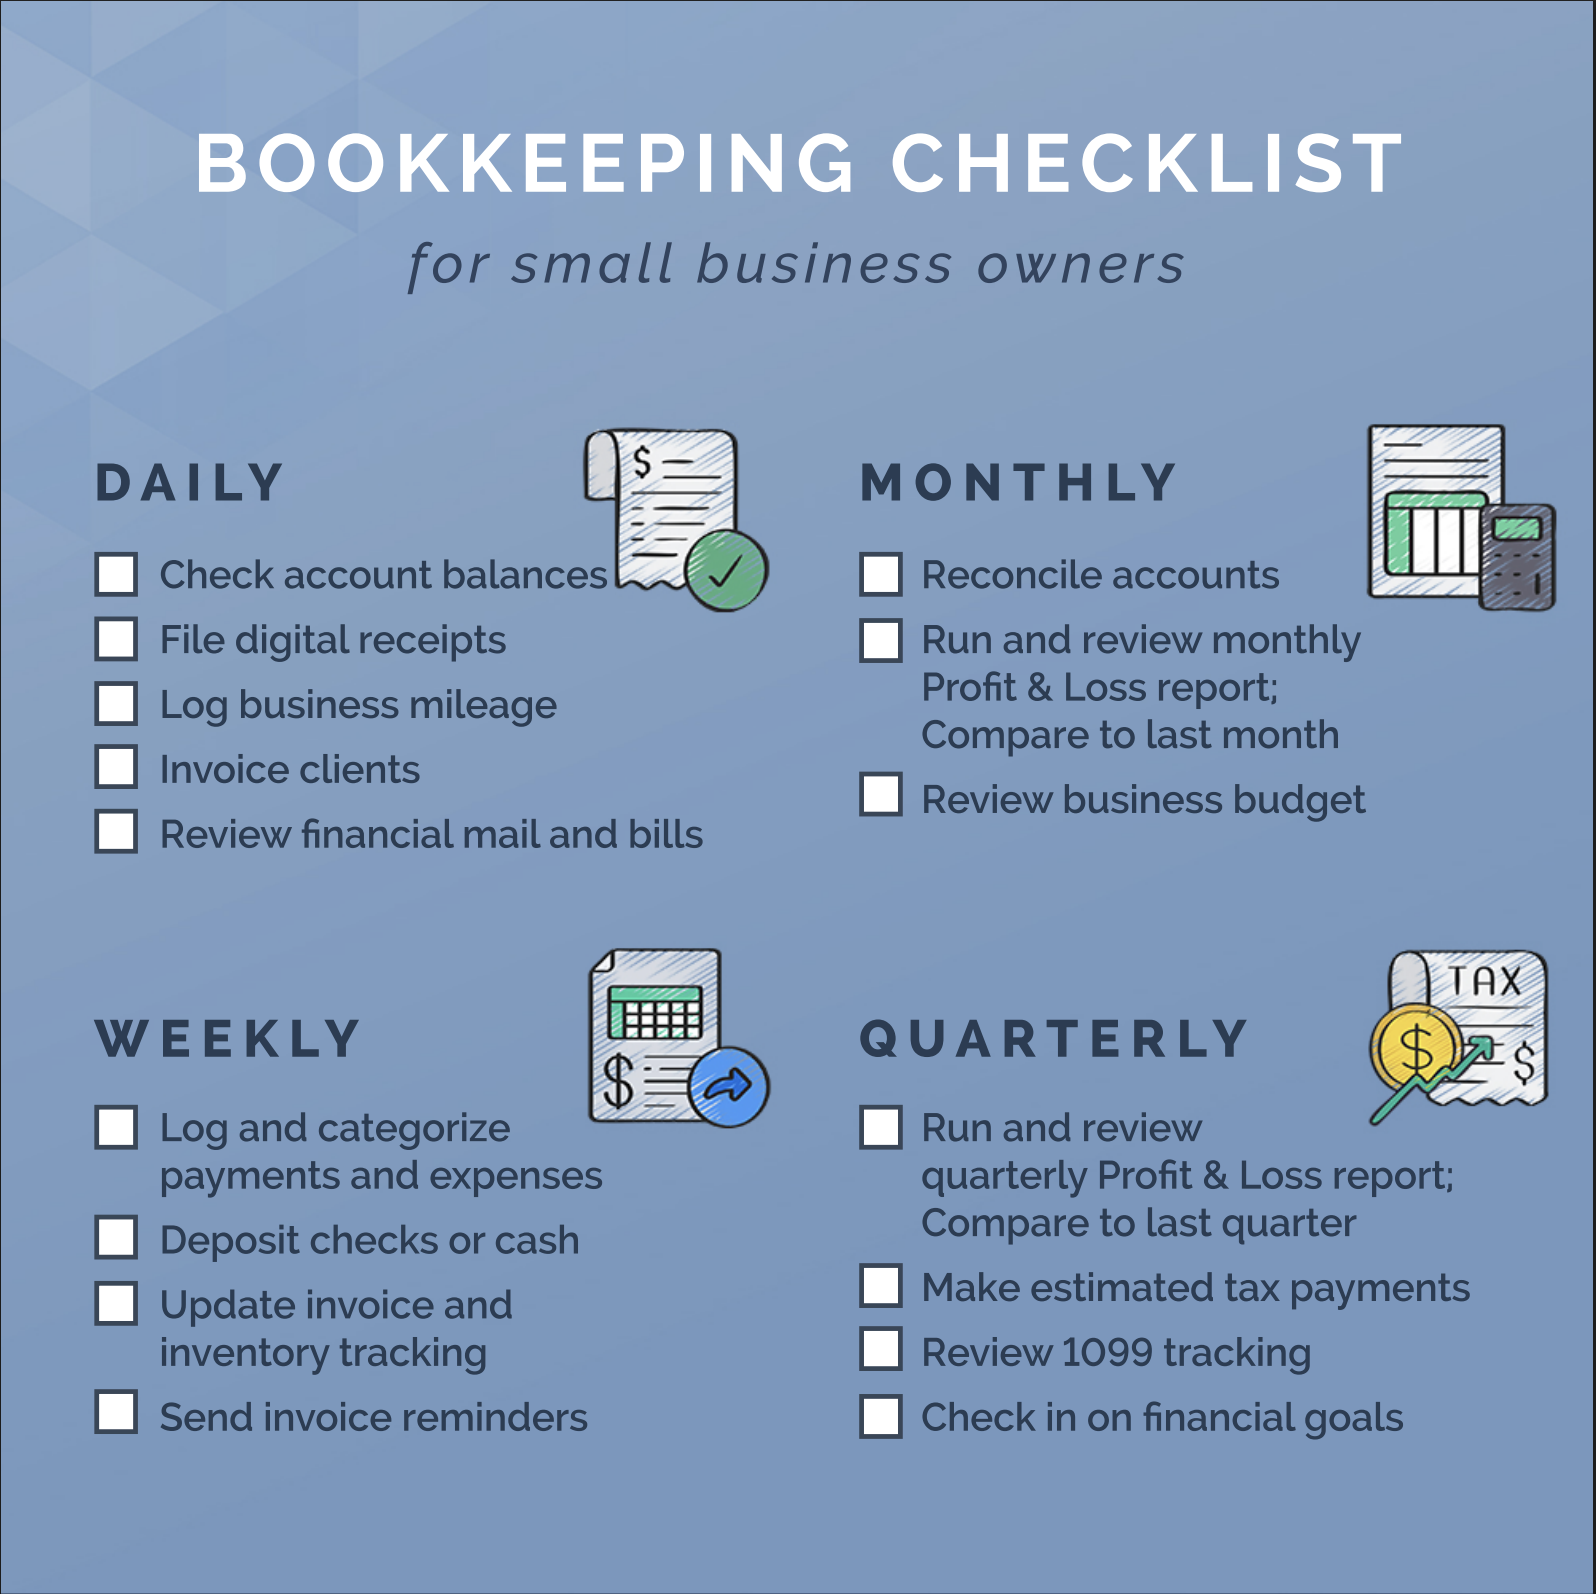 BOOKKEEPING CHECKLIST
for small business owners
DAILY
$
Check account balances
File digital receipts
Log business mileage
Invoice clients
Review financial mail and bills
MONTHLY
Reconcile accounts
Run and review monthly
Profit & Loss report;
Compare to last month
Review business budget
WEEKLY
$
Log and categorize
payments and expenses
Deposit checks or cash
Update invoice and
inventory tracking
Send invoice reminders
QUARTERLY
TAX
$
$
Run and review
quarterly Profit & Loss report;
Compare to last quarter
Make estimated tax payments
Review 1099 tracking
Check in on financial goals